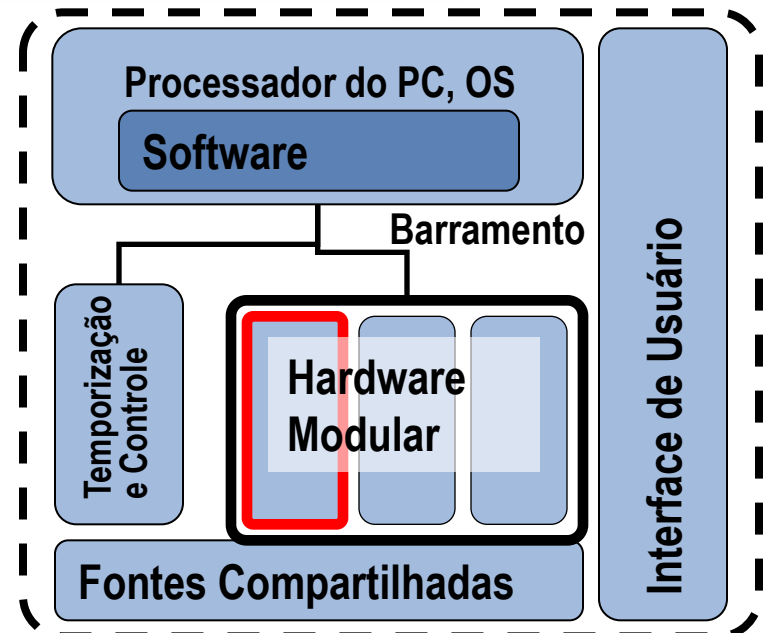 Processador do PC, OS
Software
Barramento
Temporização
e Controle
Hardware
Modular
Fontes Compartilhadas
Interface de Usuário